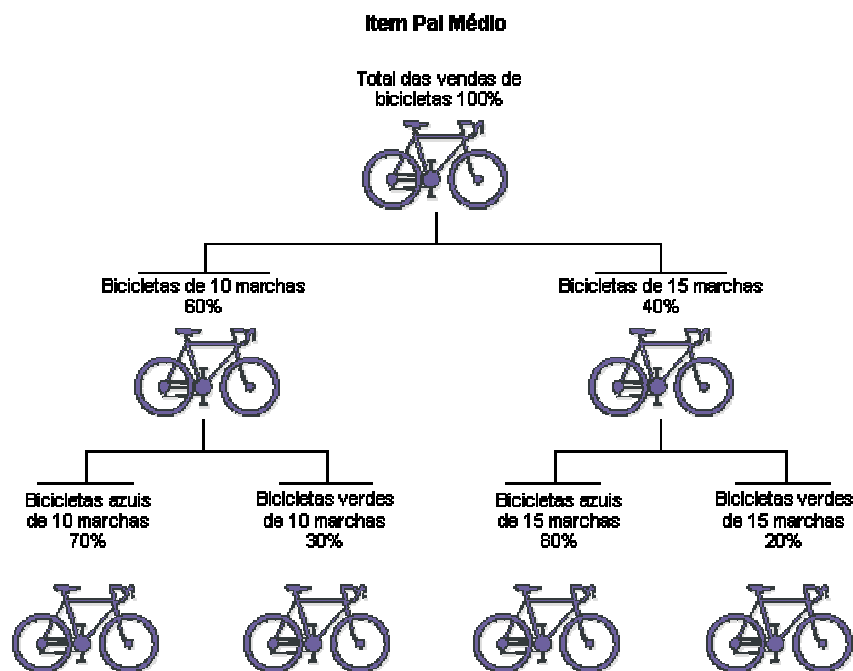 Item Pai Médio
Total das vendas de
bicicletas 100%
Bicicletas de 10 marchas
60%
Bicicletas de 15 marchas
40%
Bicicletas azuis
de 10 marchas
70%
Bicicletas verdes
de 10 marchas
30%
Bicicletas azuis
de 15 marchas
80%
Bicicletas verdes
de 15 marchas
20%